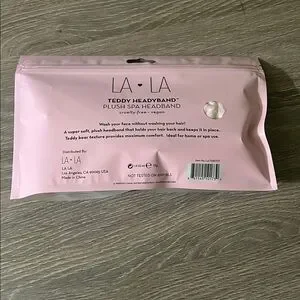 LA • LA
TEDDY HEADYBAND™
PLUSH SPA HEADBAND
cruelty-free • vegan
Wash your face without washing your hair!
A super soft, plush headband that holds your hair back and keeps it in place.
Teddy bear texture provides maximum comfort. Ideal for home or spa use.
Distributed By:
LA • LA
LA LA
Los Angeles, CA 90045 USA
Made in China
NOT TESTED ON ANIMALS